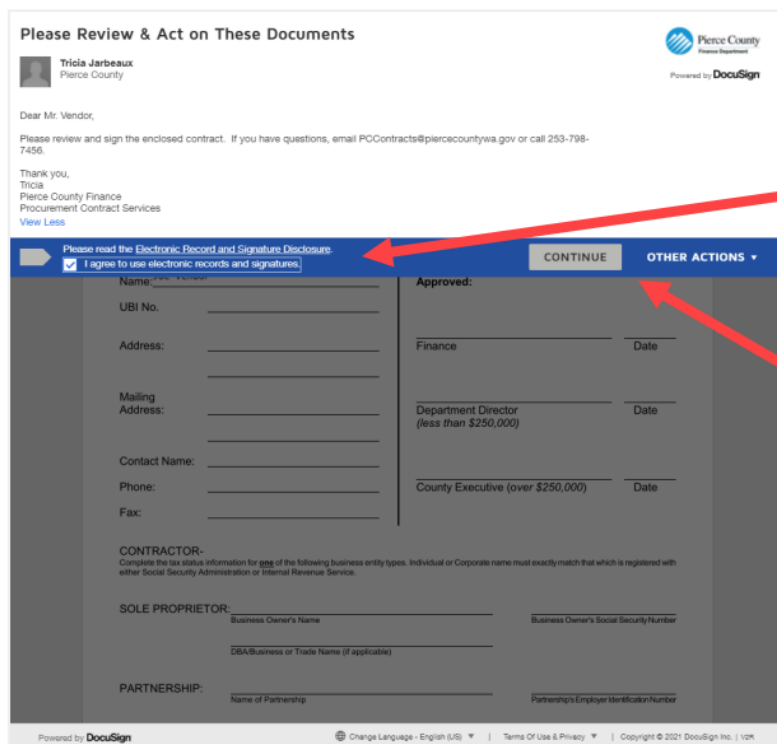 Please Review & Act on These Documents
Pierce County
Finance Department
Tricia Jarbeaux
Pierce County
Powered by DocuSign
Dear Mr. Vendor,
Please review and sign the enclosed contract. If you have questions, email PCContracts@piercecountywa.gov or call 253-798-
7456.
Thank you,
Tricia
Pierce County Finance
Procurement Contract Services
View Less
Please read the Electronic Record and Signature Disclosure.
I agree to use electronic records and signatures.
CONTINUE
OTHER ACTIONS
Name: Vendor
Approved:
UBI No.
Address:
Finance Date
Mailing
Address:
Department Director Date
(less than $250,000)
Contact Name:
Phone:
County Executive (over $250,000) Date
Fax:
CONTRACTOR-
Complete the tax status information for one of the following business entity types. Individual or Corporate name must exactly match that which is registered with
either Social Security Administration or Internal Revenue Service.
SOLE PROPRIETOR:
Business Owner's Name Business Owner's Social Security Number
DBA/Business or Trade Name (if applicable)
PARTNERSHIP:
Name of Partnership Partnership's Employer Identification Number
Powered by DocuSign Change Language - English (US) | Terms Of Use & Privacy | Copyright © 2021 DocuSign Inc. | V2R